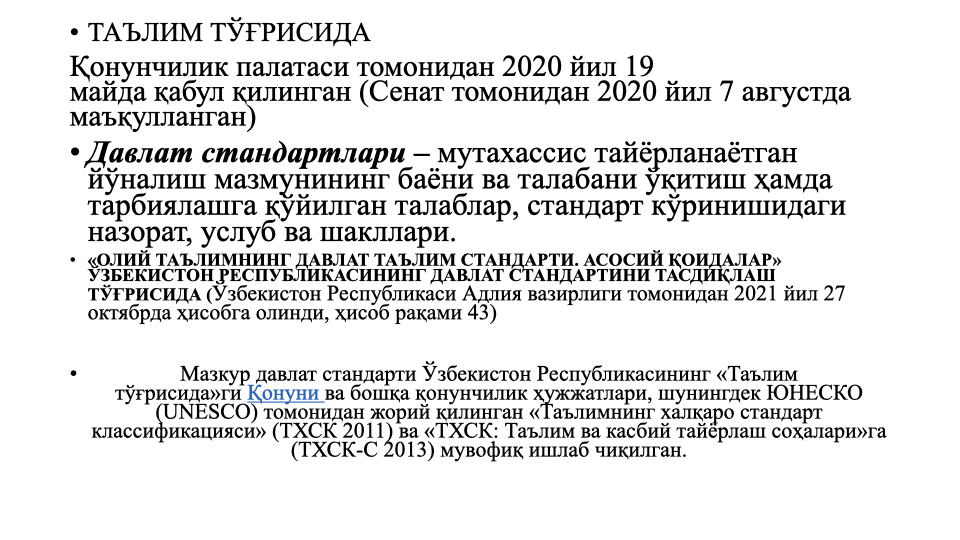 • ТАЪЛИМ ТЎҒРИСИДА
Қонунчилик палатаси томонидан 2020 йил 19
майда қабул қилинган (Сенат томонидан 2020 йил 7 августда
маъқулланган)
• Давлат стандартлари – мутахассис тайёрланаётган
йўналиш мазмунининг баёни ва талабани ўқитиш ҳамда
тарбиялашга қўйилган талаблар, стандарт кўринишидаги
назорат, услуб ва шакллари.
• «ОЛИЙ ТАЪЛИМНИНГ ДАВЛАТ ТАЪЛИМ СТАНДАРТИ. АСОСИЙ ҚОИДАЛАР»
ЎЗБЕКИСТОН РЕСПУБЛИКАСИНИНГ ДАВЛАТ СТАНДАРТИНИ ТАСДИҚЛАШ
ТЎҒРИСИДА (Ўзбекистон Республикаси Адлия вазирлиги томонидан 2021 йил 27
октябрда ҳисобга олинди, ҳисоб рақами 43)
• Мазкур давлат стандарти Ўзбекистон Республикасининг «Таълим
тўғрисида»ги Қонуни ва бошқа қонунчилик ҳужжатлари, шунингдек ЮНЕСКО
(UNESCO) томонидан жорий қилинган «Таълимнинг халқаро стандарт
классификацияси» (ТХСК 2011) ва «ТХСК: Таълим ва касбий тайёрлаш соҳалари»га
(ТХСК-С 2013) мувофиқ ишлаб чиқилган.